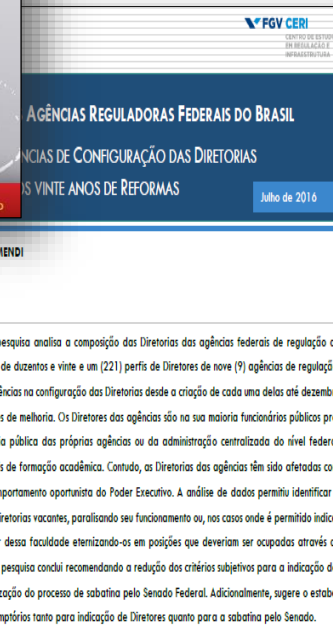 FGV CERI
CENTRO DE ESTUDOS
EM REGULAÇÃO E
INFRAESTRUTURA
AGÊNCIAS REGULADORAS FEDERAIS DO BRASIL
NCIAS DE CONFIGURAÇÃO DAS DIRETORIAS
OS VINTE ANOS DE REFORMAS
Julho de 2016
MENDI
pesquisa analisa a composição das Diretorias das agências federais de regulação
de duzentos e vinte e um (221) perfis de Diretores de nove (9) agências de regulação
ências na configuração das Diretorias desde a criação de cada uma delas até dezemb
s de melhoria. Os Diretores das agências são na sua maioria funcionários públicos pr
a pública das próprias agências ou da administração centralizada do nível feder
s de formação acadêmica. Contudo, as Diretorias das agências têm sido afetadas co
mportamento oportunista do Poder Executivo. A análise de dados permitiu identificar
iretorias vacantes, paralisando seu funcionamento ou, nos casos onde é permitido indic
r dessa faculdade eternizando-os em posições que deveriam ser ocupadas através
pesquisa conclui recomendando a redução dos critérios subjetivos para a indicação d
zação do processo de sabatina pelo Senado Federal. Adicionalmente, sugere o estab
mptórios tanto para indicação de Diretores quanto para a sabatina pelo Senado.